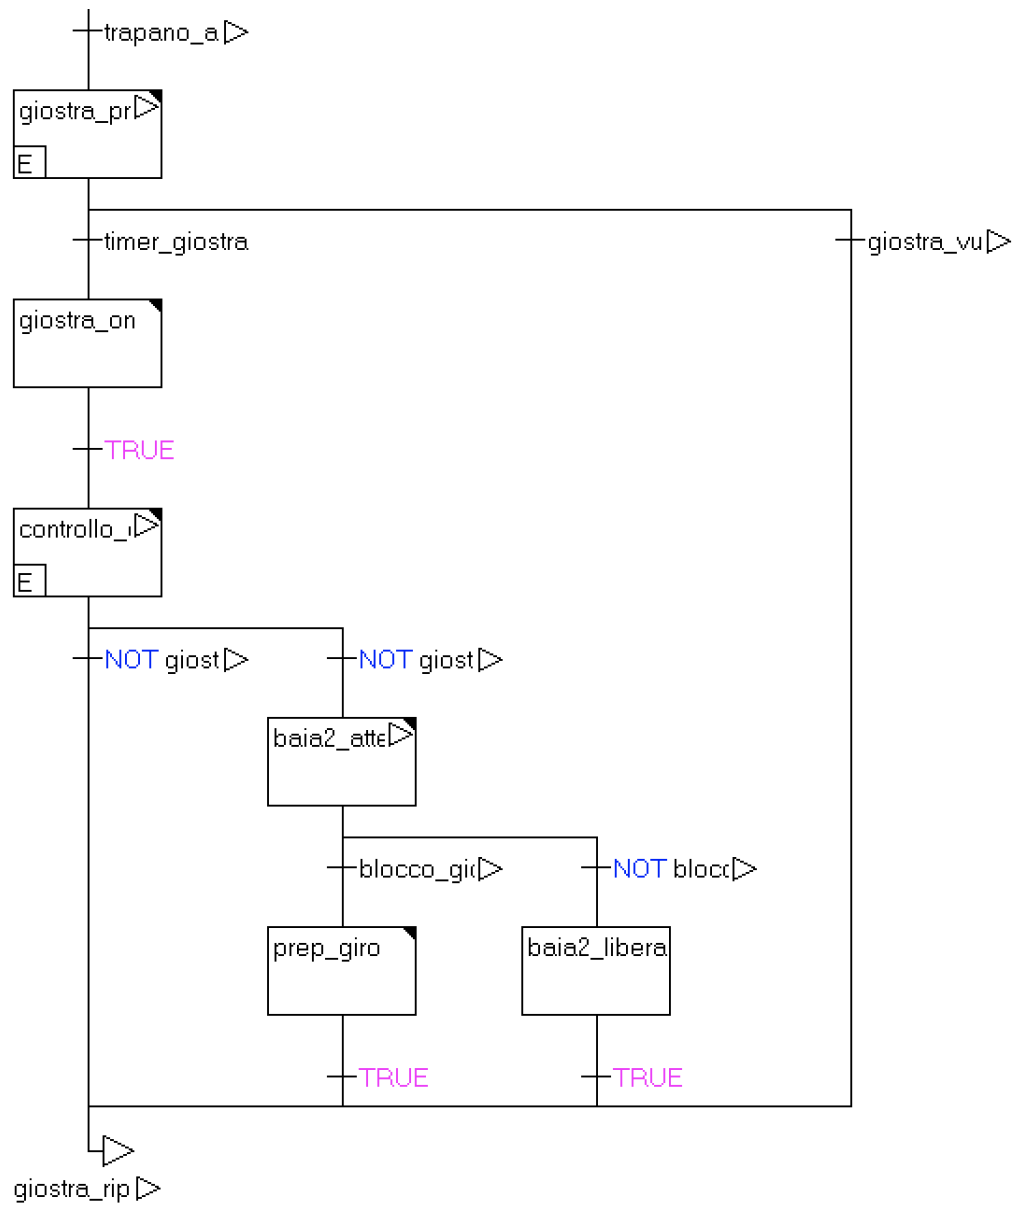 trapano_a
giostra_pr
E
timer_giostra
giostra_vu
giostra_on
TRUE
controllo_
E
NOT giost
NOT giost
baia2_atte
blocco_gio
NOT blocc
prep_giro
baia2_libera
TRUE
TRUE
giostra_rip